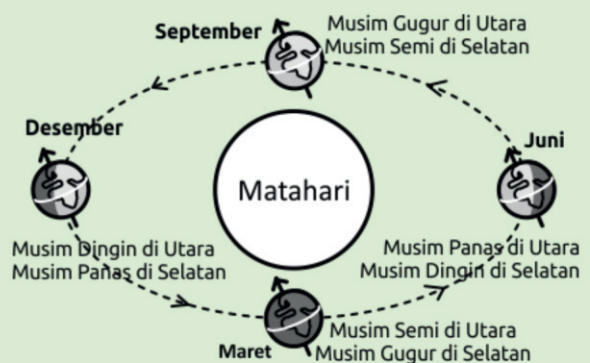 September
Musim Gugur di Utara
Musim Semi di Selatan
Desember
Juni
Matahari
Musim Dingin di Utara
Musim Panas di Selatan
Musim Panas di Utara
Musim Dingin di Selatan
Maret
Musim Semi di Utara
Musim Gugur di Selatan